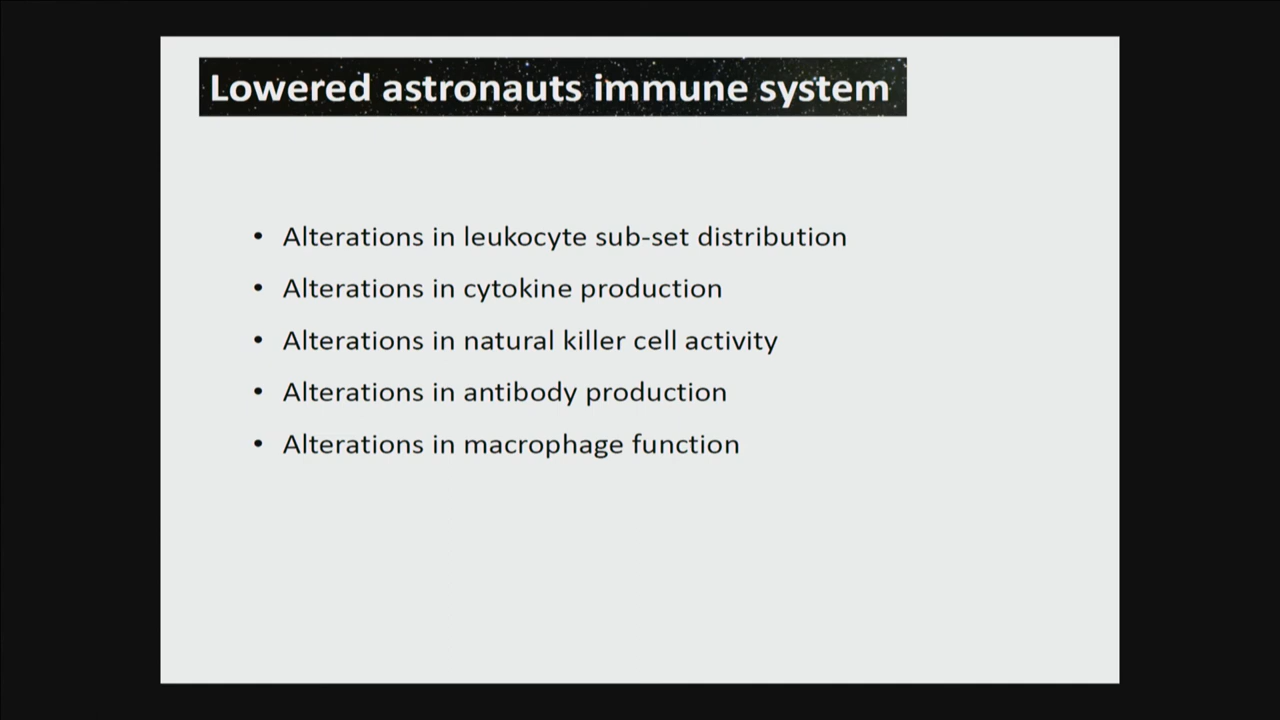 Lowered astronauts immune system
• Alterations in leukocyte sub-set distribution
• Alterations in cytokine production
• Alterations in natural killer cell activity
• Alterations in antibody production
• Alterations in macrophage function